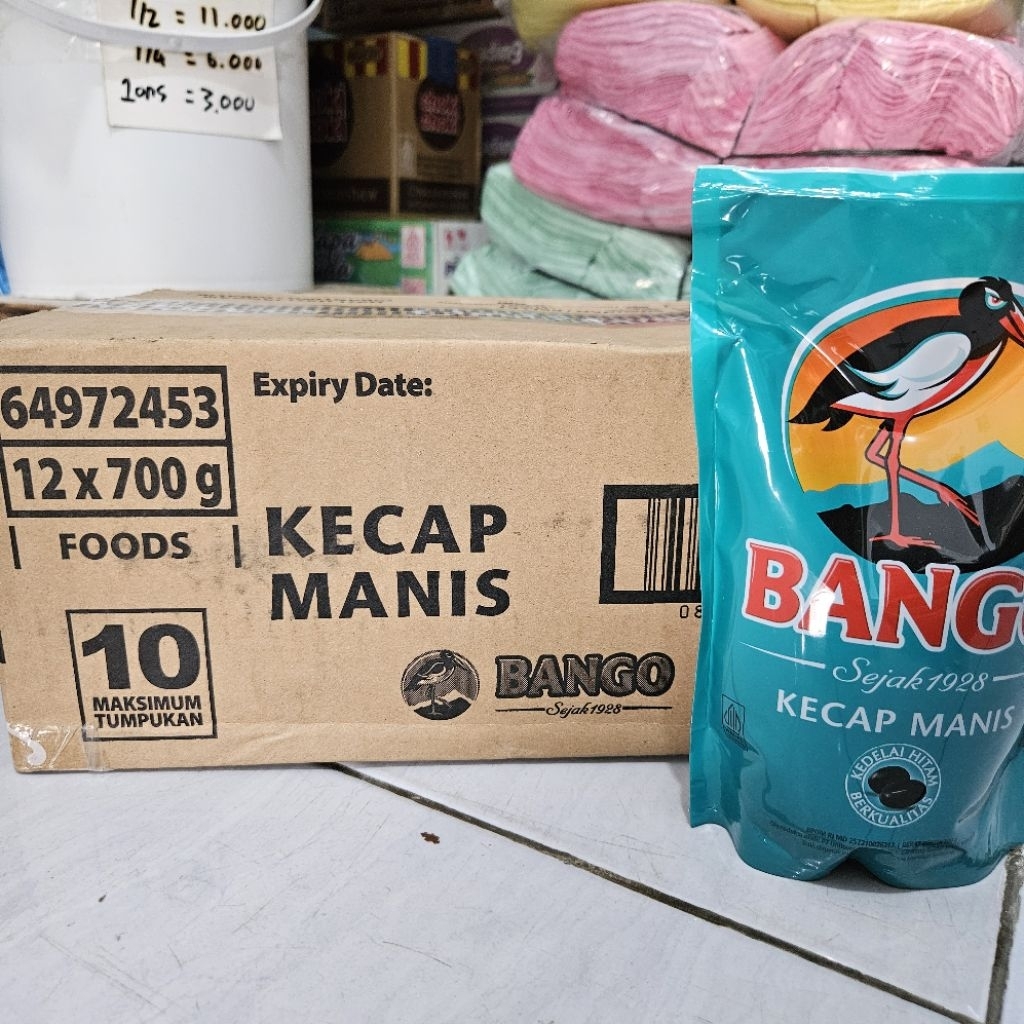 1/2 = 11.000
1/4 = 6.000
1ons = 3.000
64972453
12 x 700 g
FOODS
Expiry Date:
KECAP
MANIS
10
MAKSIMUM
TUMPUKAN
BANGO
Sejak 1928
08
BANG
Sejak 1928
KECAP MANIS
KEDELAI HITAM
BERKUALITAS